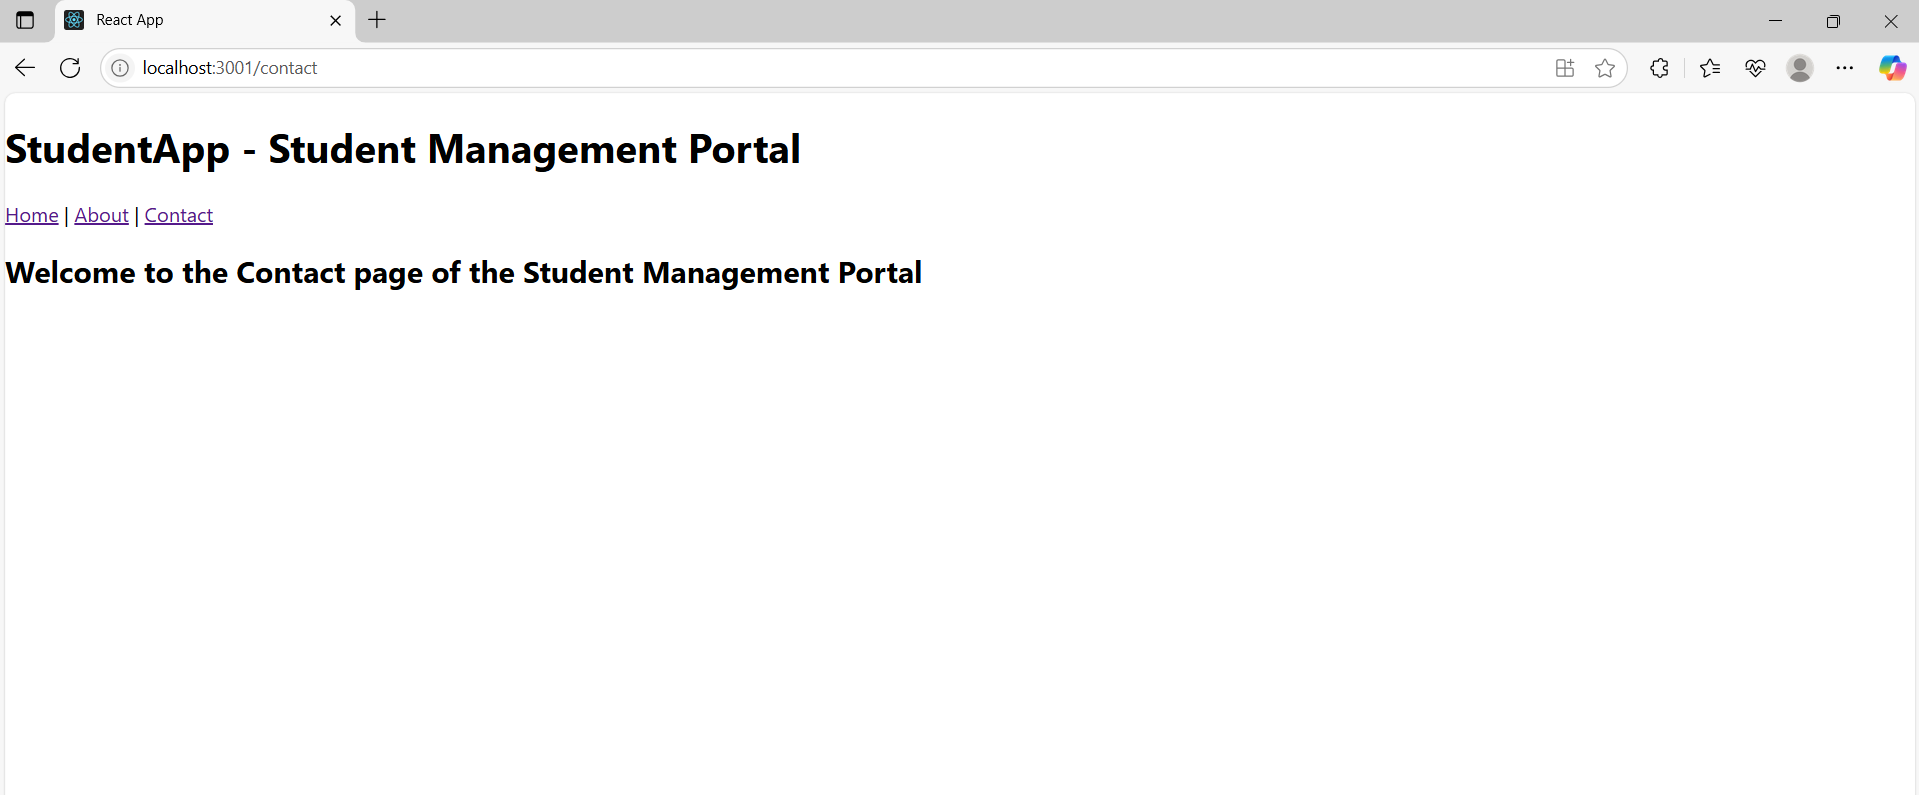 React App
localhost:3001/contact
StudentApp - Student Management Portal
Home | About | Contact
Welcome to the Contact page of the Student Management Portal